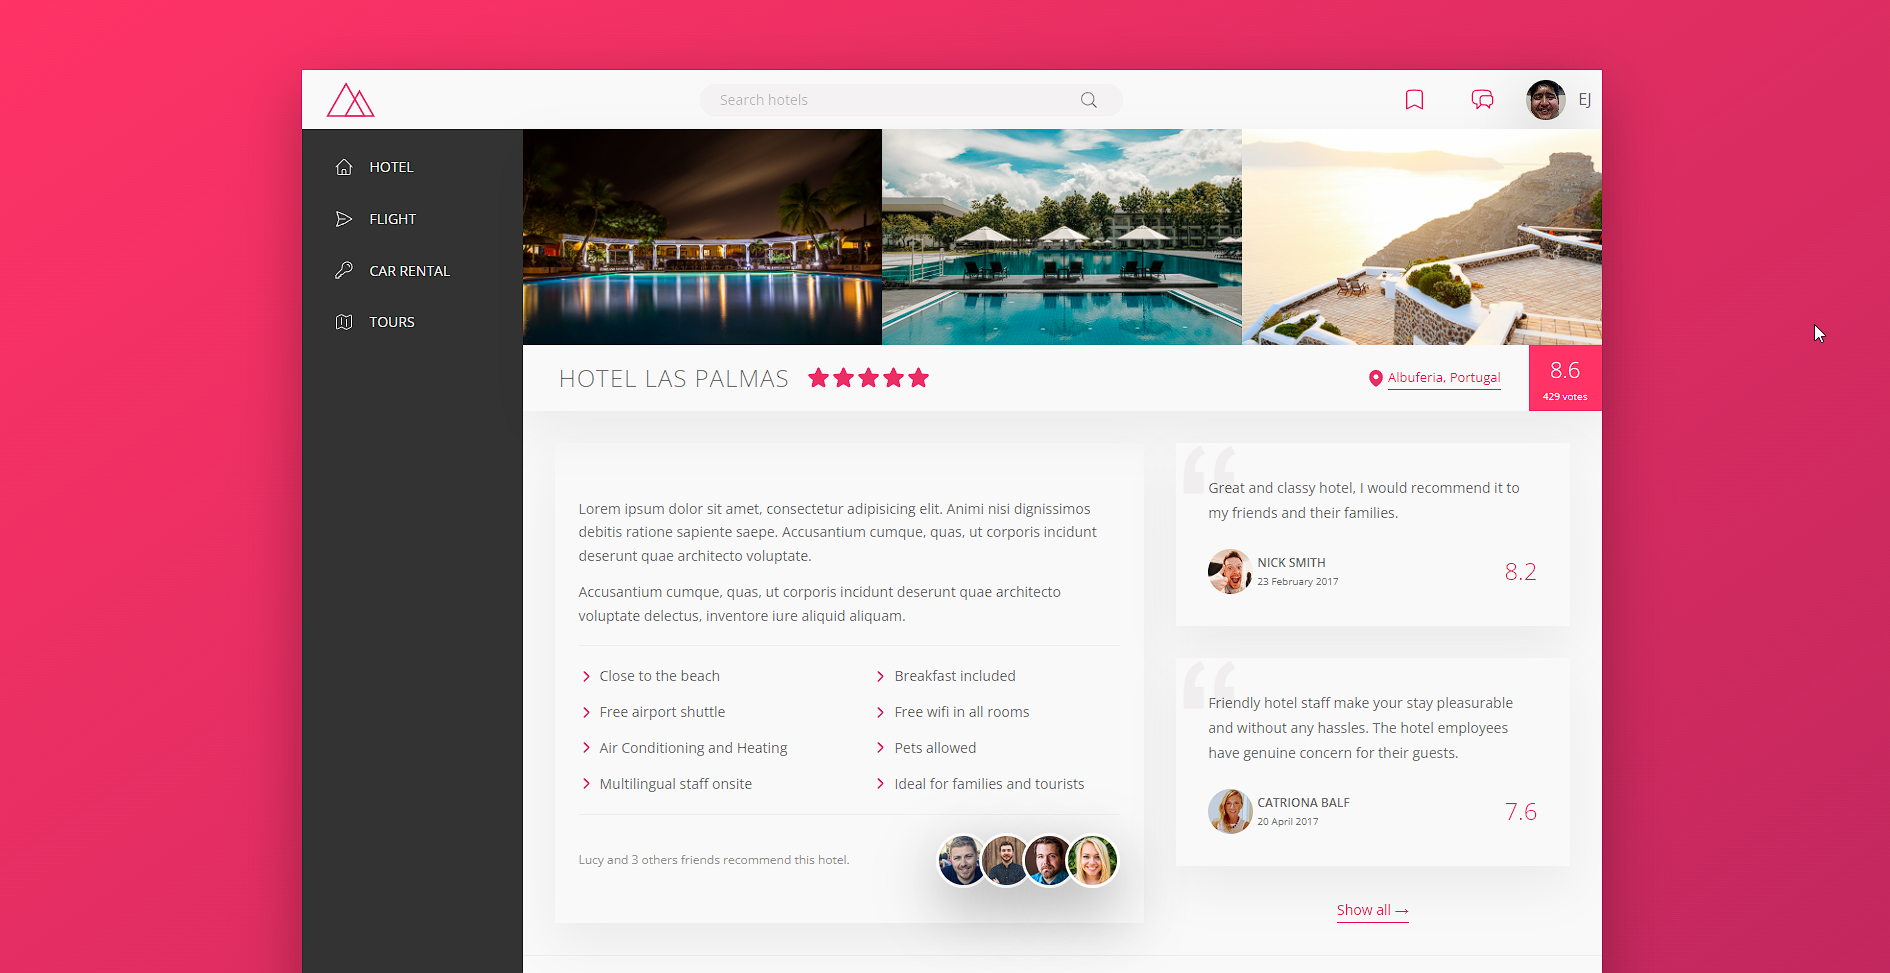 Search hotels
EJ
HOTEL
FLIGHT
CAR RENTAL
TOURS
HOTEL LAS PALMAS
Albuferia, Portugal
8.6
429 votes
Lorem ipsum dolor sit amet, consectetur adipisicing elit. Animi nisi dignissimos
debitis ratione sapiente saepe. Accusantium cumque, quas, ut corporis incidunt
deserunt quae architecto voluptate.
Accusantium cumque, quas, ut corporis incidunt deserunt quae architecto
voluptate delectus, inventore iure aliquid aliquam.
Close to the beach
Breakfast included
Free airport shuttle
Free wifi in all rooms
Air Conditioning and Heating
Pets allowed
Multilingual staff onsite
Ideal for families and tourists
Lucy and 3 others friends recommend this hotel.
“
Great and classy hotel, I would recommend it to
my friends and their families.
NICK SMITH
23 February 2017
8.2
“
Friendly hotel staff make your stay pleasurable
and without any hassles. The hotel employees
have genuine concern for their guests.
CATRIONA BALF
20 April 2017
7.6
Show all →